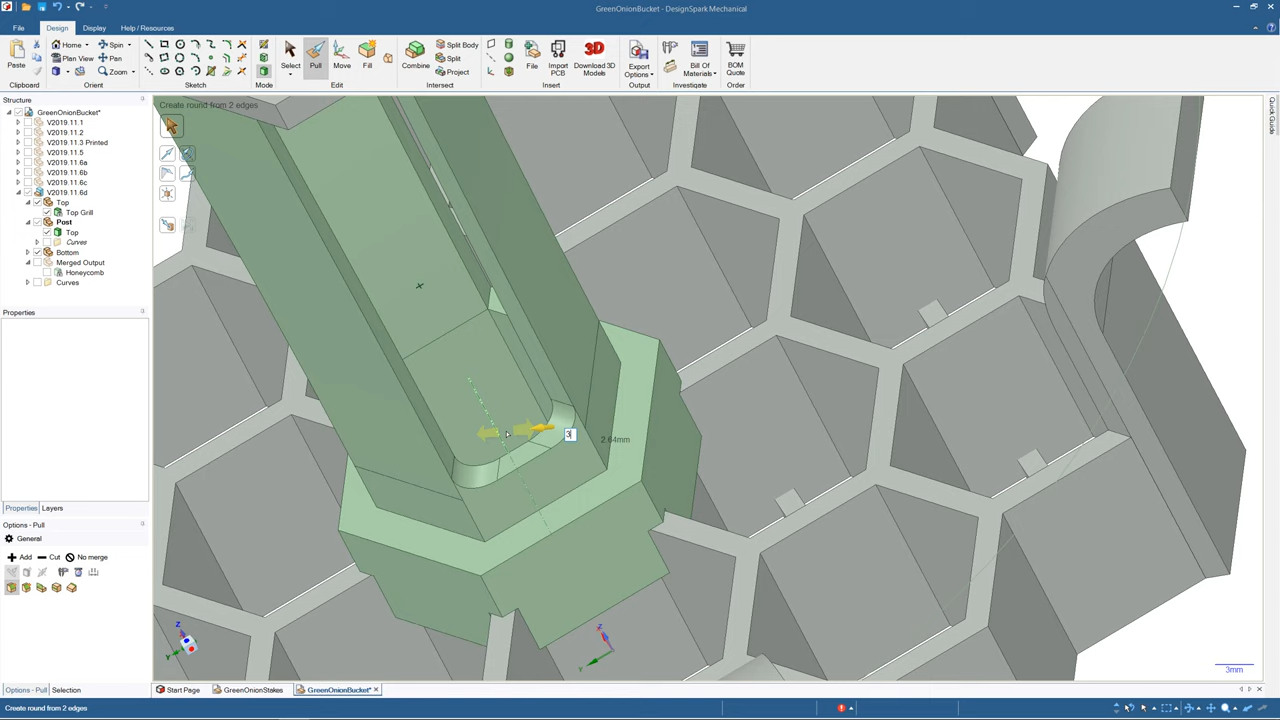 GreenOnionBucket - DesignSpark Mechanical
File Design Display Help / Resources
Paste
Clipboard
Home Spin
Plan View Pan
Zoom
Orient
Sketch
Mode
Select
Pull
Move
Fill
Edit
Combine
Split Body
Split
Project
Intersect
File
Import PCB
Download 3D Models
Insert
Export Options
Output
Bill Of Materials
Investigate
BOM Quote
Order
Structure
GreenOnionBucket*
V2019.11.1
V2019.11.2
V2019.11.3 Printed
V2019.11.5
V2019.11.6a
V2019.11.6b
V2019.11.6c
V2019.11.6d
Top
Top Grill
Post
Top
Curves
Bottom
Merged Output
Honeycomb
Curves
Properties
Properties Layers
Options - Pull
General
Add Cut No merge
Create round from 2 edges
3
2.64mm
Z
Y
Z
Y
3mm
Quick Guide
Options - Pull Selection
Start Page GreenOnionStakes GreenOnionBucket*
Create round from 2 edges